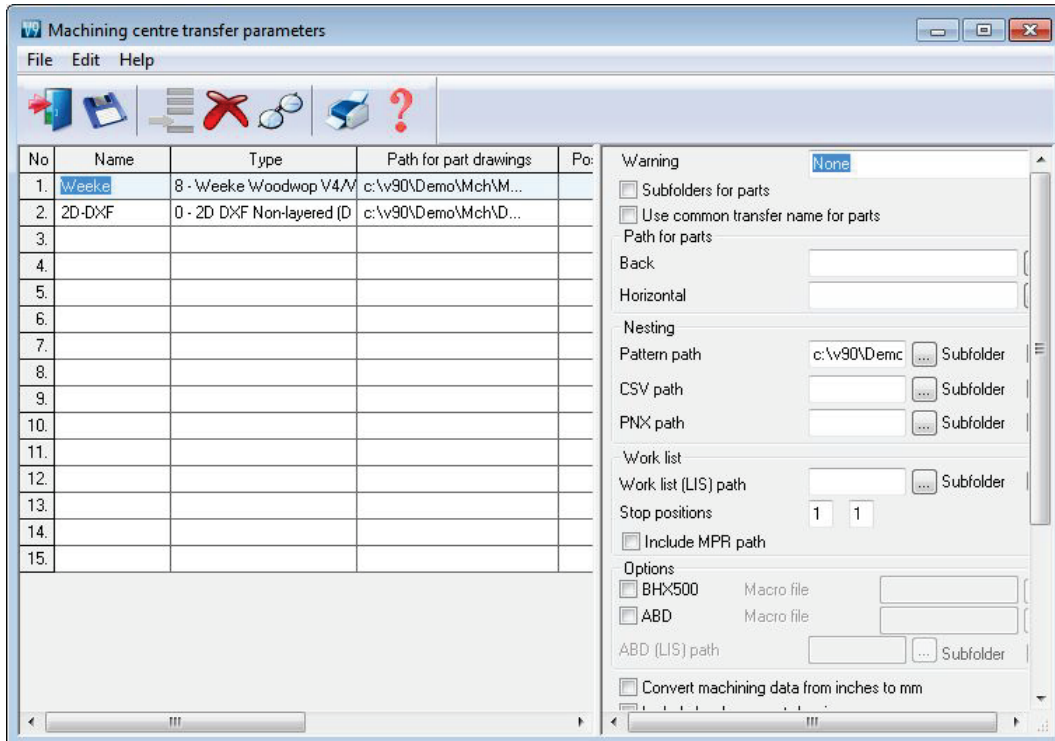 V9 Machining centre transfer parameters
File Edit Help
No Name Type Path for part drawings Po
1. Weeke 8 - Weeke Woodwop V4/V c:\v90\Demo\Mch\M...
2. 2D-DXF 0 - 2D DXF Non-layered (D c:\v90\Demo\Mch\D...
3.
4.
5.
6.
7.
8.
9.
10.
11.
12.
13.
14.
15.
Warning None
Subfolders for parts
Use common transfer name for parts
Path for parts
Back
Horizontal
Nesting
Pattern path c:\v90\Demc ... Subfolder
CSV path ... Subfolder
PNX path ... Subfolder
Work list
Work list (LIS) path ... Subfolder
Stop positions 1 1
Include MPR path
Options
BHX500 Macro file
ABD Macro file
ABD (LIS) path ... Subfolder
Convert machining data from inches to mm